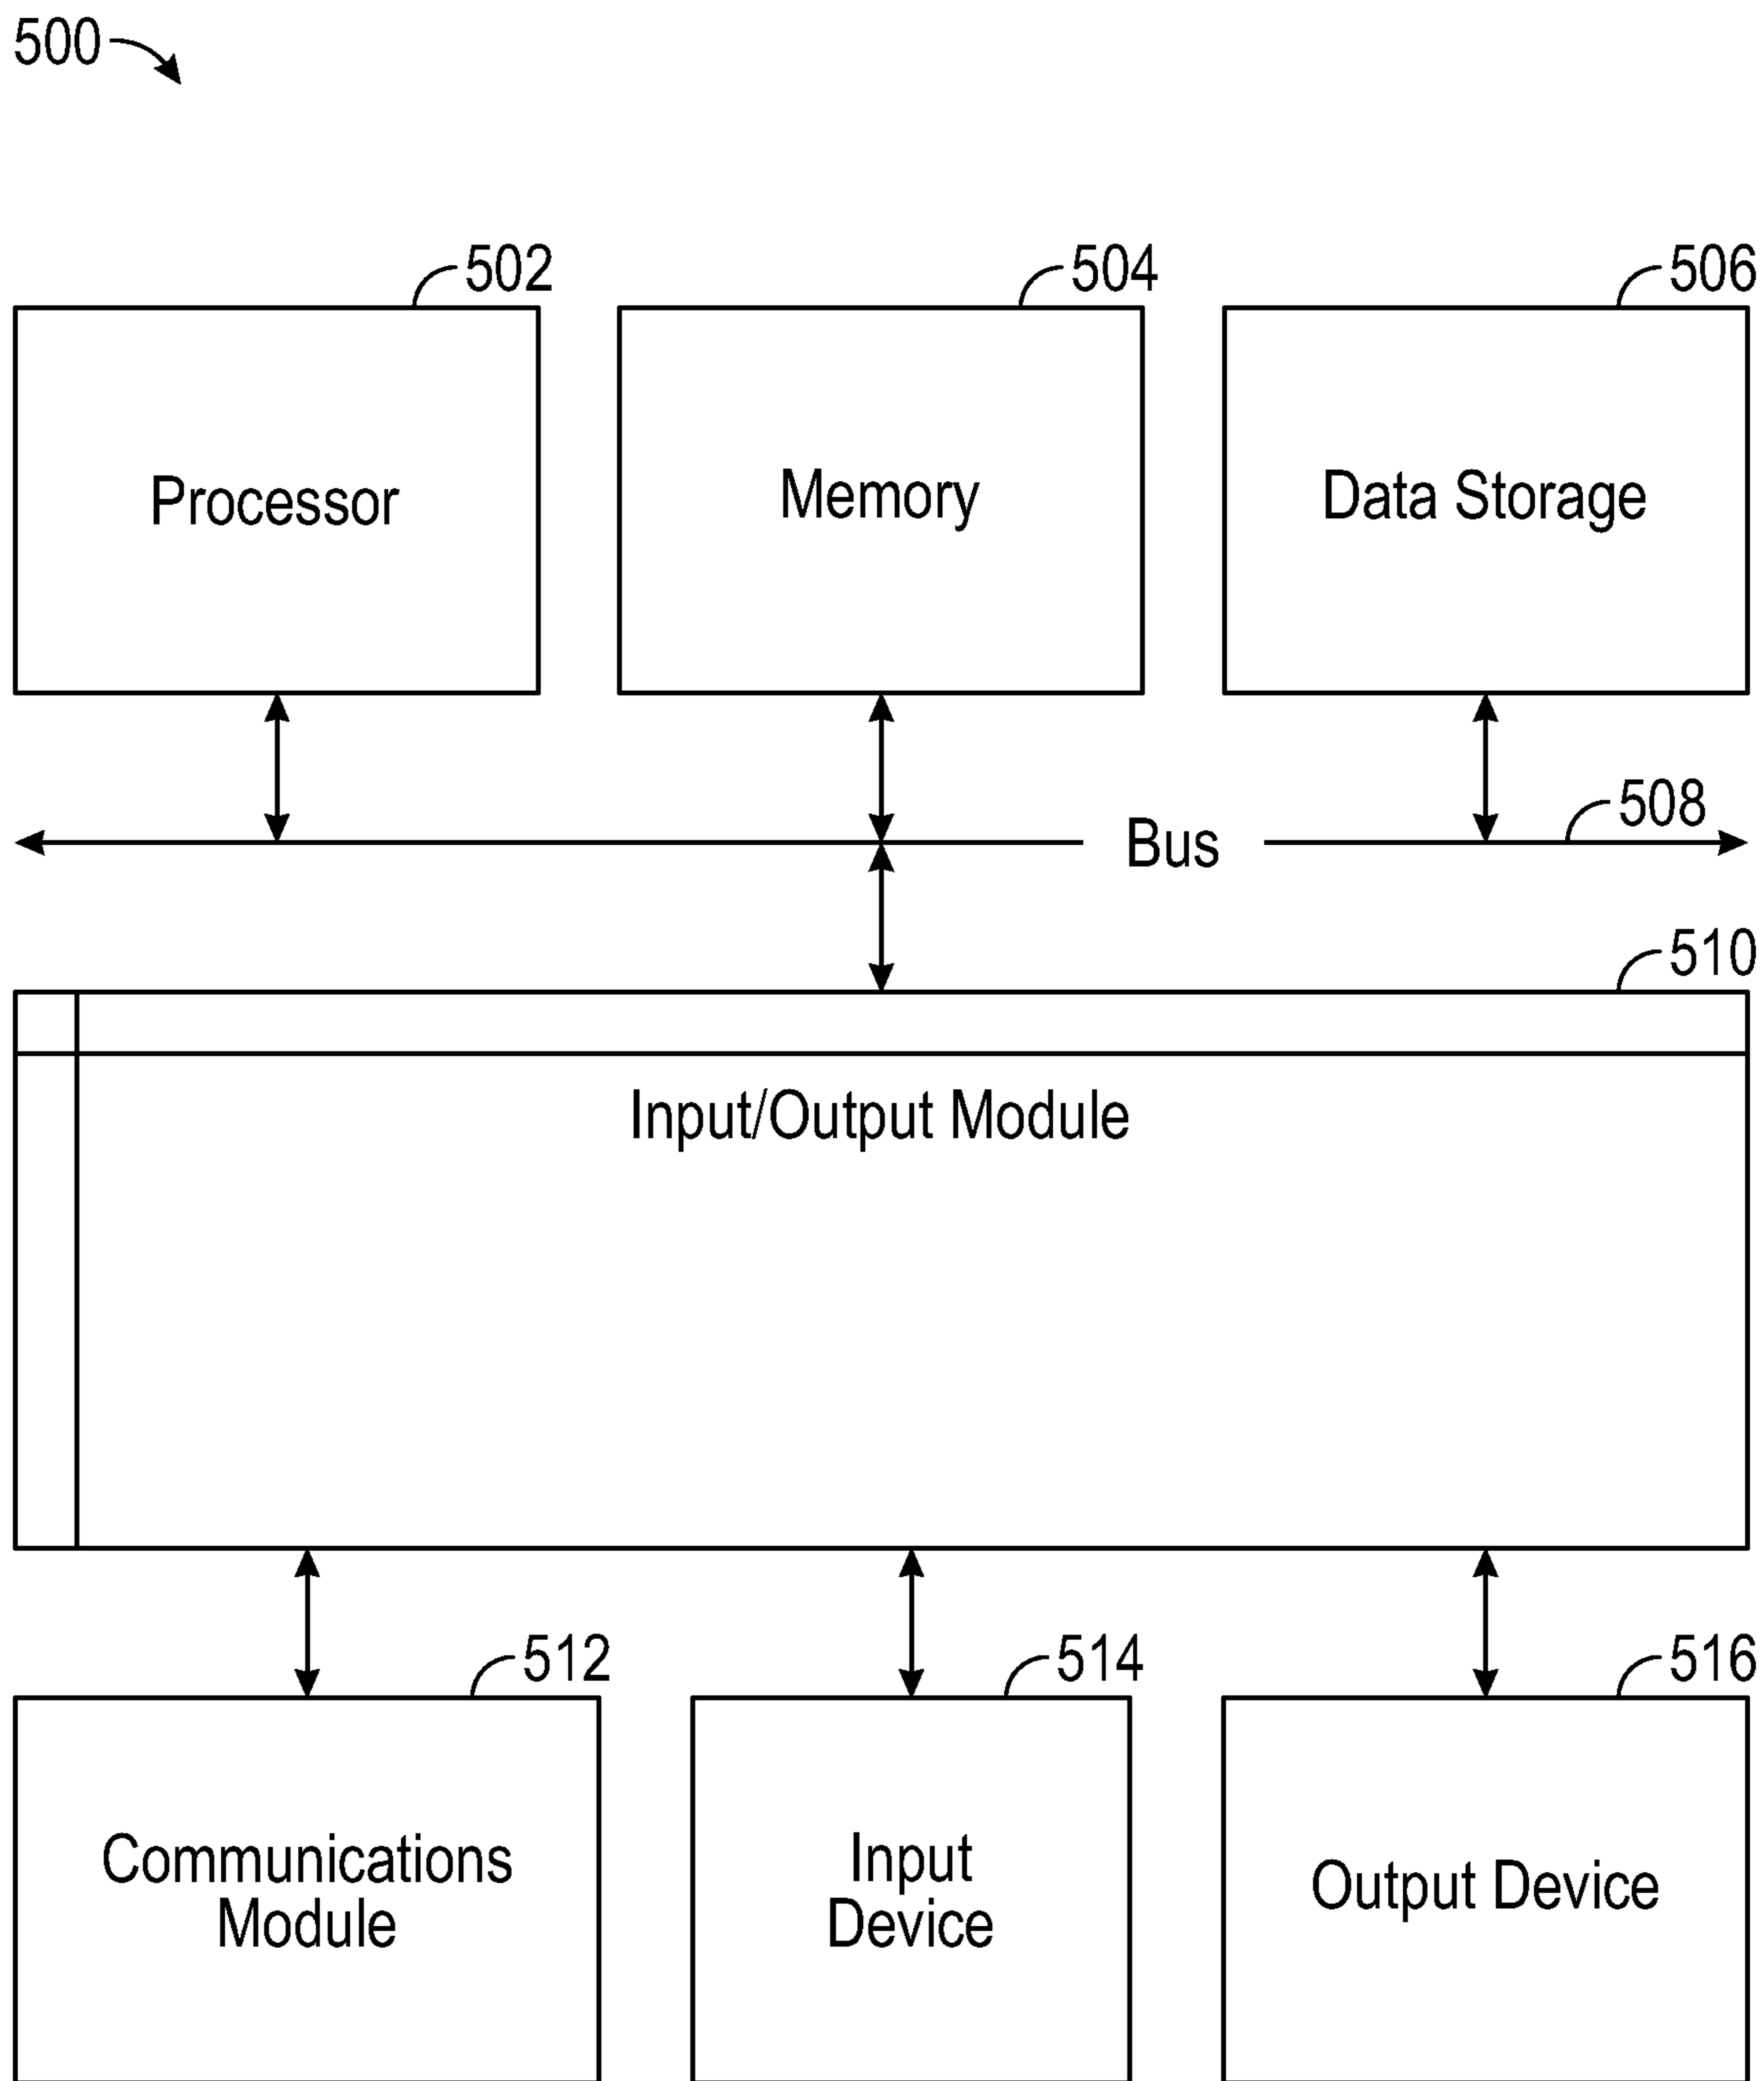 500
502
504
506
Processor
Memory
Data Storage
508
Bus
510
Input/Output Module
512
514
516
Communications
Module
Input
Device
Output Device